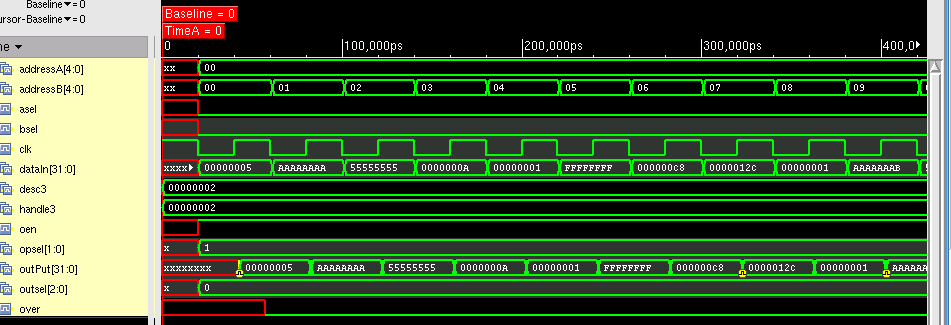 Baseline▼= 0
ursor-Baseline▼= 0
Baseline = 0
TimeA = 0
ne ▼
0 100,000ps 200,000ps 300,000ps 400,0
addressA[4:0] xx 00
addressB[4:0] xx 00 01 02 03 04 05 06 07 08 09
asel
bsel
clk
dataIn[31:0] xxxx 00000005 AAAAAAAA 55555555 0000000A 00000001 FFFFFFFF 000000c8 0000012c 00000001 AAAAAAAB
desc3 00000002
handle3 00000002
oen
opsel[1:0] x 1
outPut[31:0] xxxxxxxx 00000005 AAAAAAAA 55555555 0000000A 00000001 FFFFFFFF 000000c8 0000012c 00000001 AAAAAA
outsel[2:0] x 0
over